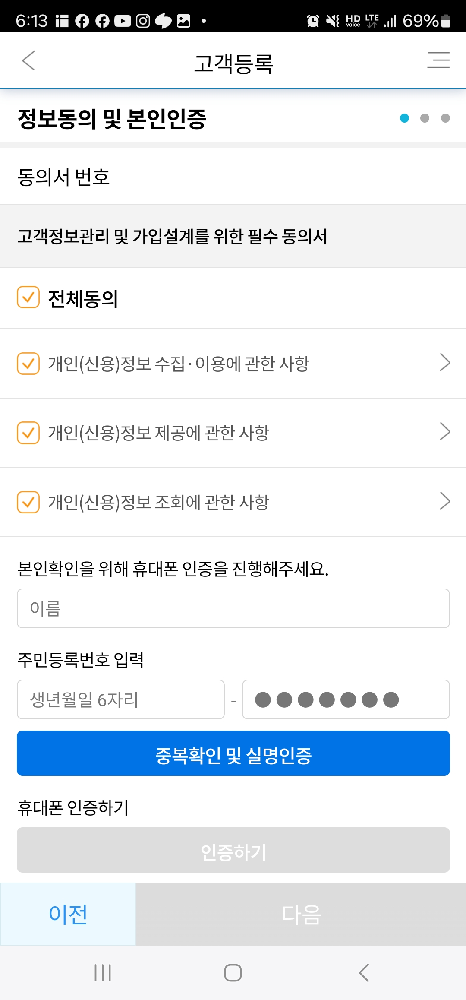 6:13
HD voice LTE 69%
고객등록
정보동의 및 본인인증
동의서 번호
고객정보관리 및 가입설계를 위한 필수 동의서
전체동의
개인(신용)정보 수집·이용에 관한 사항
개인(신용)정보 제공에 관한 사항
개인(신용)정보 조회에 관한 사항
본인확인을 위해 휴대폰 인증을 진행해주세요.
이름
주민등록번호 입력
생년월일 6자리 - ●●●●●●●
중복확인 및 실명인증
휴대폰 인증하기
인증하기
이전 다음